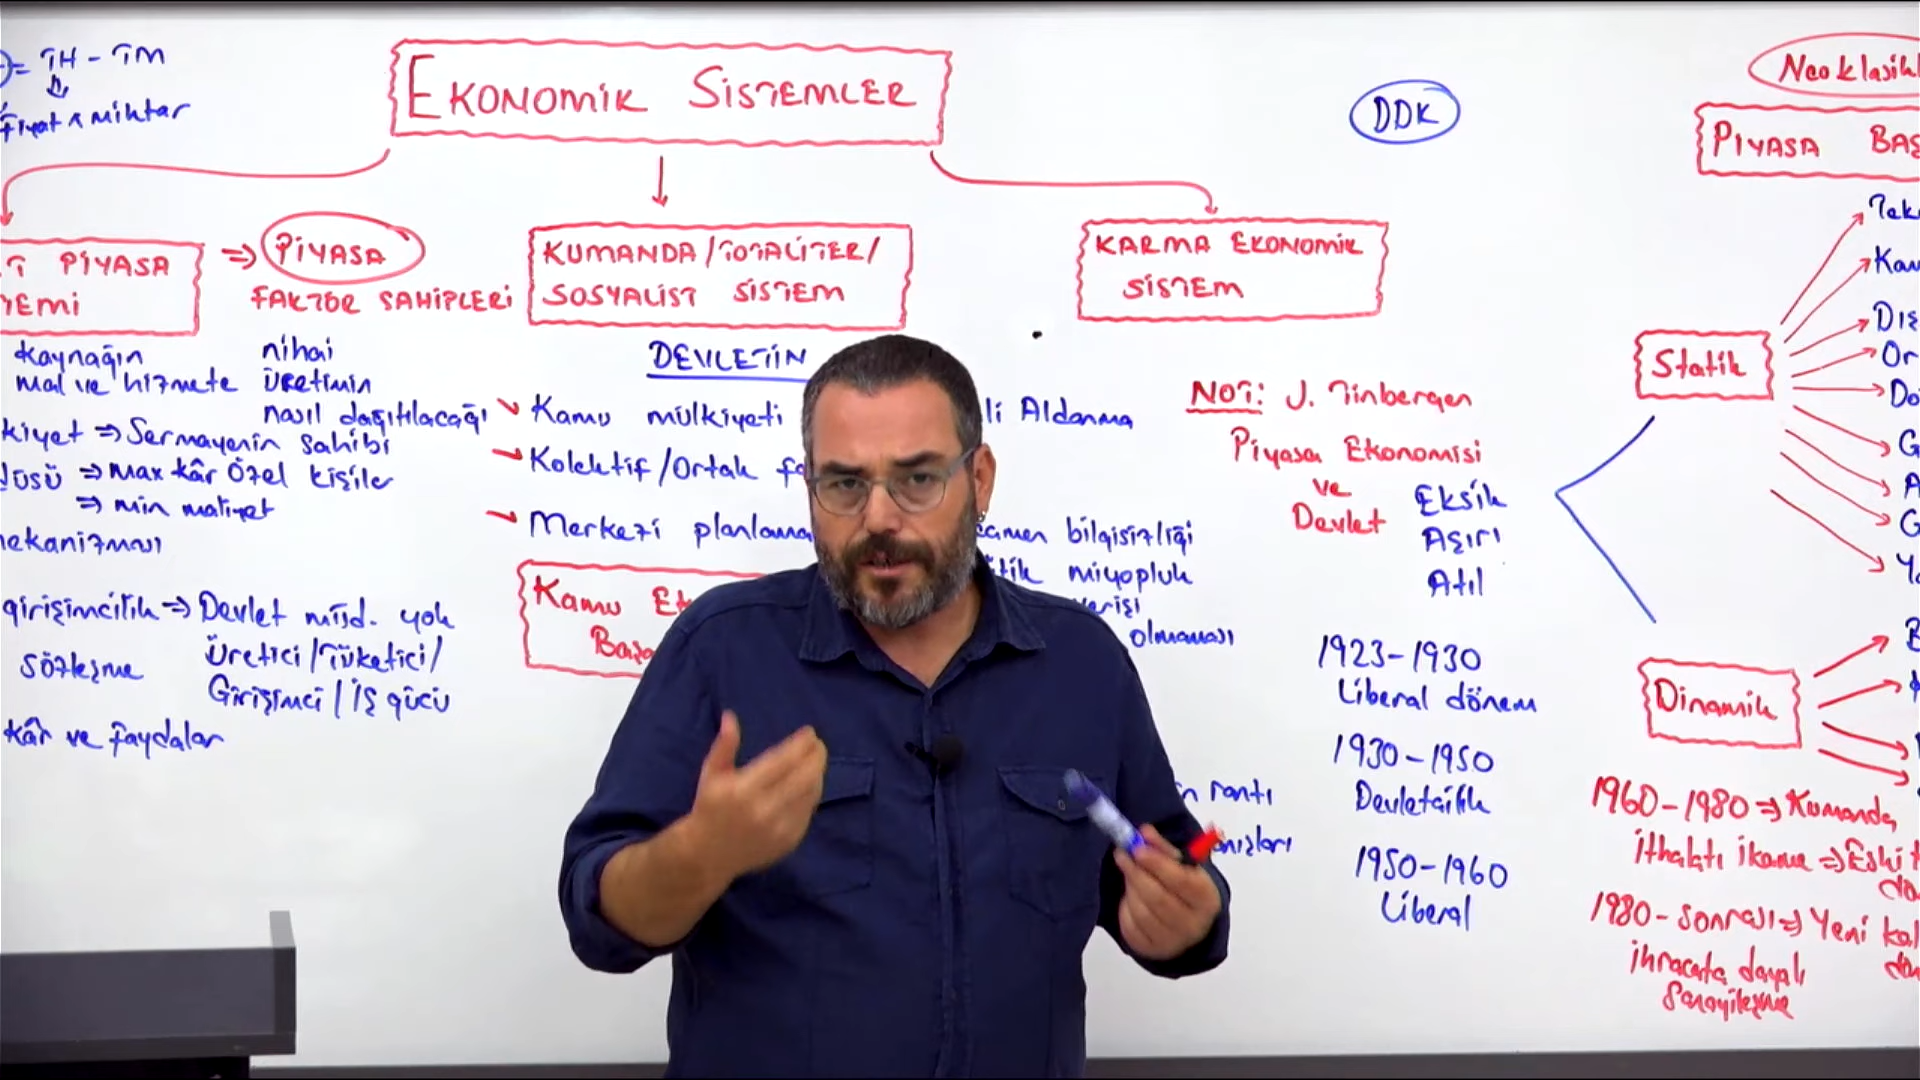 = TH - TM
fiyat x miktar
EKONOMİK SİSTEMLER
DDK
Neoklasik
PİYASA
PİYASA
⇒ PİYASA
FAKTÖR SAHİPLERİ
KUMANDA/TOTALİTER/
SOSYALİST SİSTEM
KARMA EKONOMİK
SİSTEM
kaynağın
mal ve hizmete
nihai
üretimin
nasıl dağıtılacağı
⇒ Sermayenin sahibi
⇒ max kâr özel kişiler
⇒ min maliyet
girişimcilik ⇒ Devlet müd. yok
sözleşme
üretici/Tüketici/
Girişimci/İş gücü
kâr ve faydalar
DEVLETİN
Kamu mülkiyeti
Kolektif/Ortak
Merkezi planlama
Kamu
Aldanma
bilgisizliği
miyopluk
olmaması
rantı
NOT: J. Tinbergen
Piyasa Ekonomisi
ve
Devlet
Eksik
Aşırı
Atıl
1923-1930
Liberal dönem
1930-1950
Devletçilik
1950-1960
Liberal
Statik
Dinamik
1960-1980 ⇒ Kumanda
İthalatı ikame ⇒ Eski
1980-sonrası ⇒ Yeni
ihracata dayalı
Sanayileşme